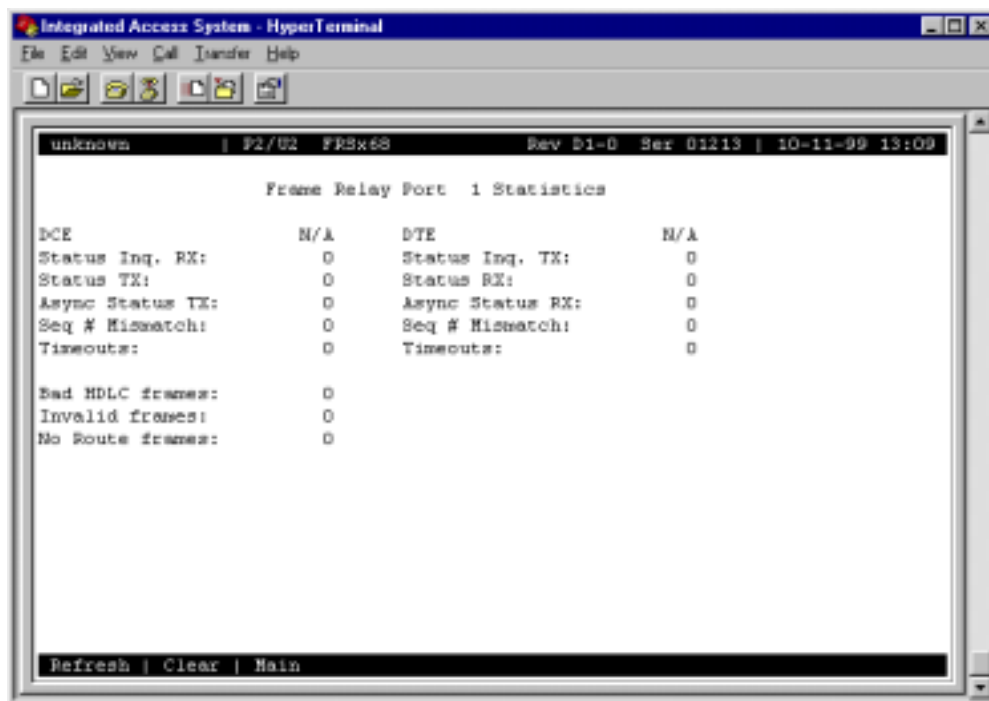 Integrated Access System - HyperTerminal
File Edit View Call Transfer Help
unknown | P2/U2 FRSx68 Rev D1-0 Ser 01213 | 10-11-99 13:09
Frame Relay Port 1 Statistics
DCE N/A DTE N/A
Status Inq. RX: 0 Status Inq. TX: 0
Status TX: 0 Status RX: 0
Async Status TX: 0 Async Status RX: 0
Seq # Mismatch: 0 Seq # Mismatch: 0
Timeouts: 0 Timeouts: 0
Bad HDLC frames: 0
Invalid frames: 0
No Route frames: 0
Refresh | Clear | Main